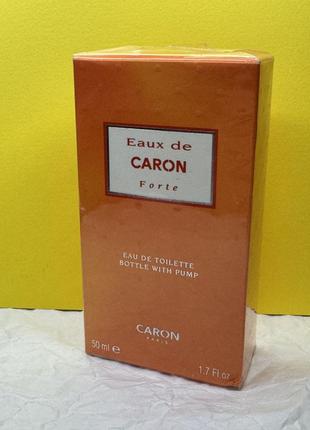 Eaux de
CARON
Forte
EAU DE TOILETTE
BOTTLE WITH PUMP
CARON
PARIS
50 ml e 1.7 Fl oz